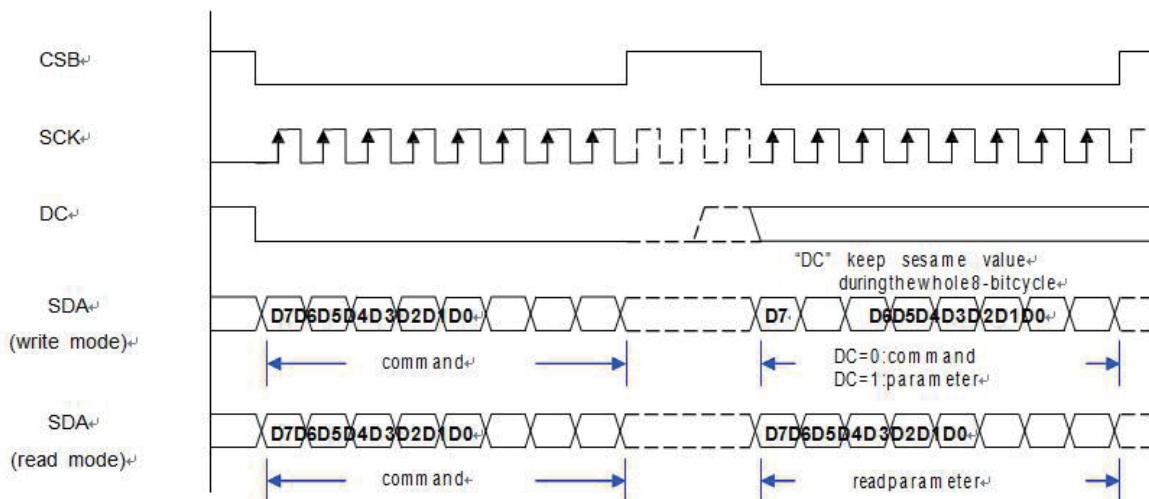 CSB↵
SCK↵
DC↵
"DC" keep sesame value↵
duringthewhole8-bitcycle↵
SDA↵
(write mode)↵
D7D6D5D4D3D2D1D0↵
D7↵ D6D5D4D3D2D1D0↵
command↵
DC=0:command
DC=1:parameter↵
SDA↵
(read mode)↵
D7D6D5D4D3D2D1D0↵
D7D6D5D4D3D2D1D0↵
command↵
readparameter↵